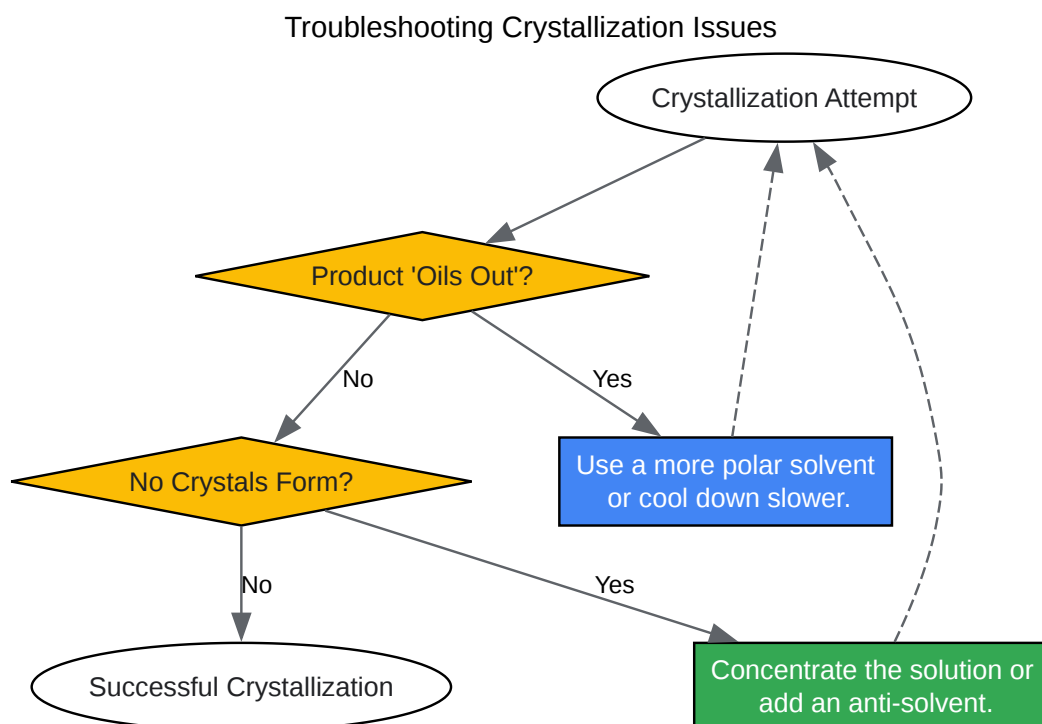 Troubleshooting Crystallization Issues
Crystallization Attempt
Product 'Oils Out'?
No
Yes
No Crystals Form?
Use a more polar solvent
or cool down slower.
No
Yes
Successful Crystallization
Concentrate the solution or
add an anti-solvent.